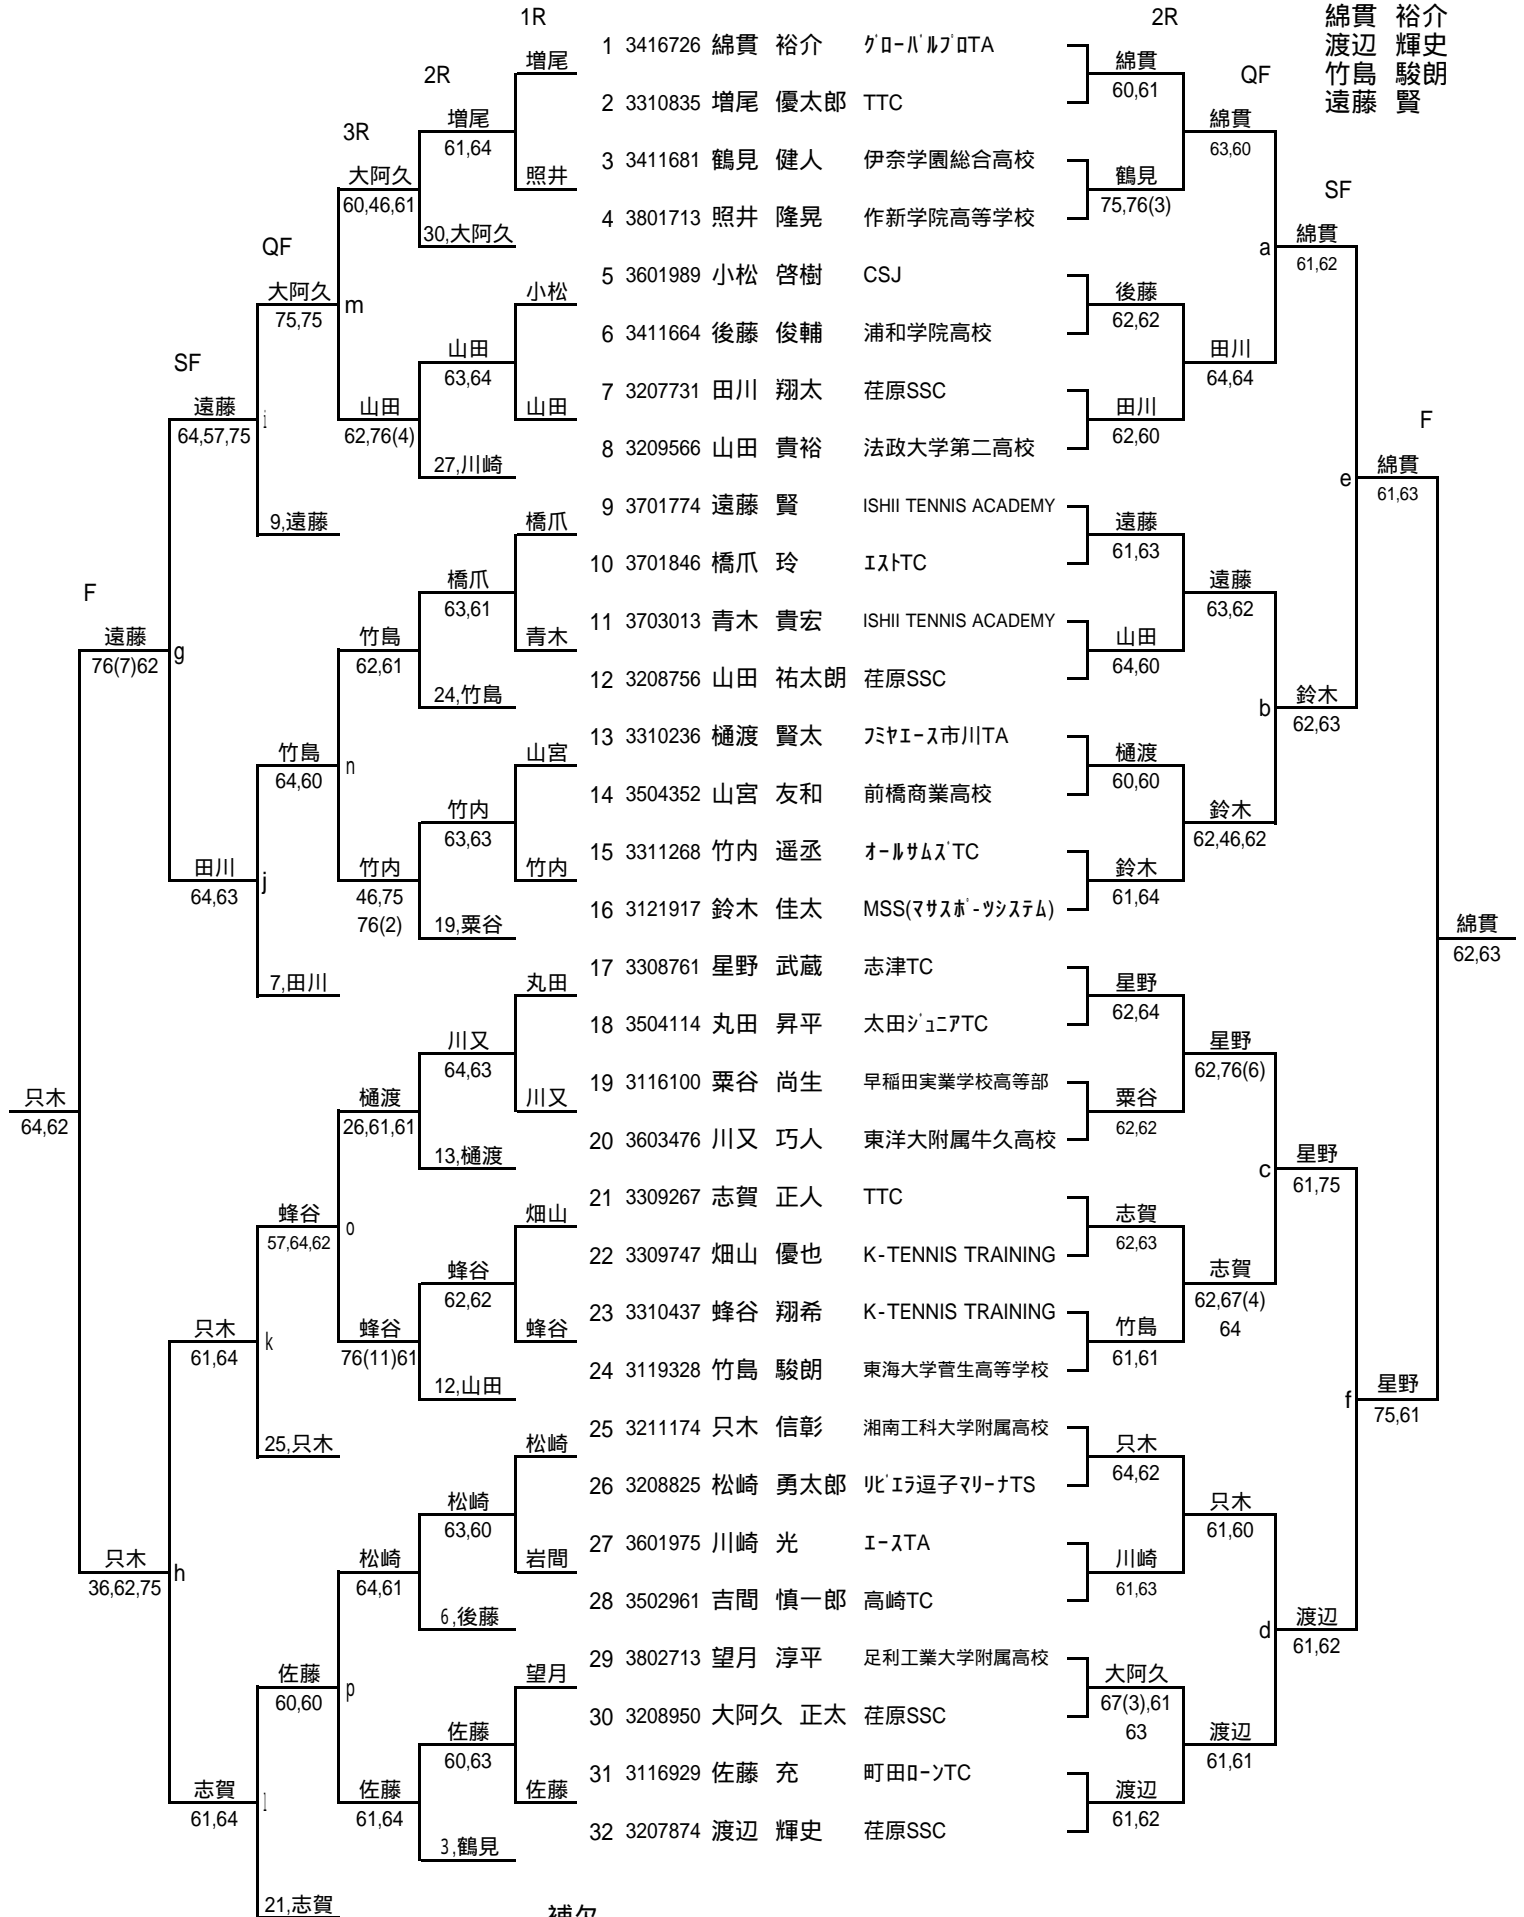 1R
2R
綿貫 裕介
渡辺 輝史
竹島 駿朗
遠藤 賢
2R
QF
3R
SF
QF
SF
F
F
1 3416726 綿貫 裕介 グローバルプロTA
2 3310835 増尾 優太郎 TTC
3 3411681 鶴見 健人 伊奈学園総合高校
4 3801713 照井 隆晃 作新学院高等学校
5 3601989 小松 啓樹 CSJ
6 3411664 後藤 俊輔 浦和学院高校
7 3207731 田川 翔太 荏原SSC
8 3209566 山田 貴裕 法政大学第二高校
9 3701774 遠藤 賢 ISHII TENNIS ACADEMY
10 3701846 橋爪 玲 エストTC
11 3703013 青木 貴宏 ISHII TENNIS ACADEMY
12 3208756 山田 祐太朗 荏原SSC
13 3310236 樋渡 賢太 フミヤエース市川TA
14 3504352 山宮 友和 前橋商業高校
15 3311268 竹内 遥丞 オールサムズTC
16 3121917 鈴木 佳太 MSS(マサスポ-ツシステム)
17 3308761 星野 武蔵 志津TC
18 3504114 丸田 昇平 太田ジュニアTC
19 3116100 粟谷 尚生 早稲田実業学校高等部
20 3603476 川又 巧人 東洋大附属牛久高校
21 3309267 志賀 正人 TTC
22 3309747 畑山 優也 K-TENNIS TRAINING
23 3310437 蜂谷 翔希 K-TENNIS TRAINING
24 3119328 竹島 駿朗 東海大学菅生高等学校
25 3211174 只木 信彰 湘南工科大学附属高校
26 3208825 松崎 勇太郎 リビエラ逗子マリーナTS
27 3601975 川崎 光 エースTA
28 3502961 吉間 慎一郎 高崎TC
29 3802713 望月 淳平 足利工業大学附属高校
30 3208950 大阿久 正太 荏原SSC
31 3116929 佐藤 充 町田ローンTC
32 3207874 渡辺 輝史 荏原SSC
綿貫
60,61
鶴見
75,76(3)
後藤
62,62
田川
62,60
遠藤
61,63
山田
64,60
樋渡
60,60
鈴木
61,64
星野
62,64
粟谷
62,62
志賀
62,63
竹島
61,61
只木
64,62
川崎
61,63
大阿久
67(3),61
63
渡辺
61,62
綿貫
63,60
田川
64,64
遠藤
63,62
鈴木
62,46,62
星野
62,76(6)
志賀
62,67(4)
64
只木
61,60
渡辺
61,61
a
綿貫
61,62
b
鈴木
62,63
c
星野
61,75
d
渡辺
61,62
e
綿貫
61,63
f
星野
75,61
綿貫
62,63
増尾
照井
小松
山田
橋爪
青木
山宮
竹内
丸田
川又
畑山
蜂谷
松崎
岩間
望月
佐藤
増尾
61,64
30,大阿久
山田
63,64
27,川崎
橋爪
63,61
24,竹島
竹内
63,63
19,粟谷
川又
64,63
13,樋渡
蜂谷
62,62
12,山田
松崎
63,60
6,後藤
佐藤
60,63
3,鶴見
大阿久
60,46,61
山田
62,76(4)
竹島
62,61
竹内
46,75
76(2)
樋渡
26,61,61
蜂谷
76(11)61
松崎
64,61
佐藤
61,64
大阿久
75,75
m
9,遠藤
竹島
64,60
n
7,田川
蜂谷
57,64,62
o
25,只木
佐藤
60,60
p
21,志賀
遠藤
64,57,75
i
田川
64,63
j
只木
61,64
k
志賀
61,64
l
遠藤
76(7)62
g
只木
36,62,75
h
只木
64,62
補欠